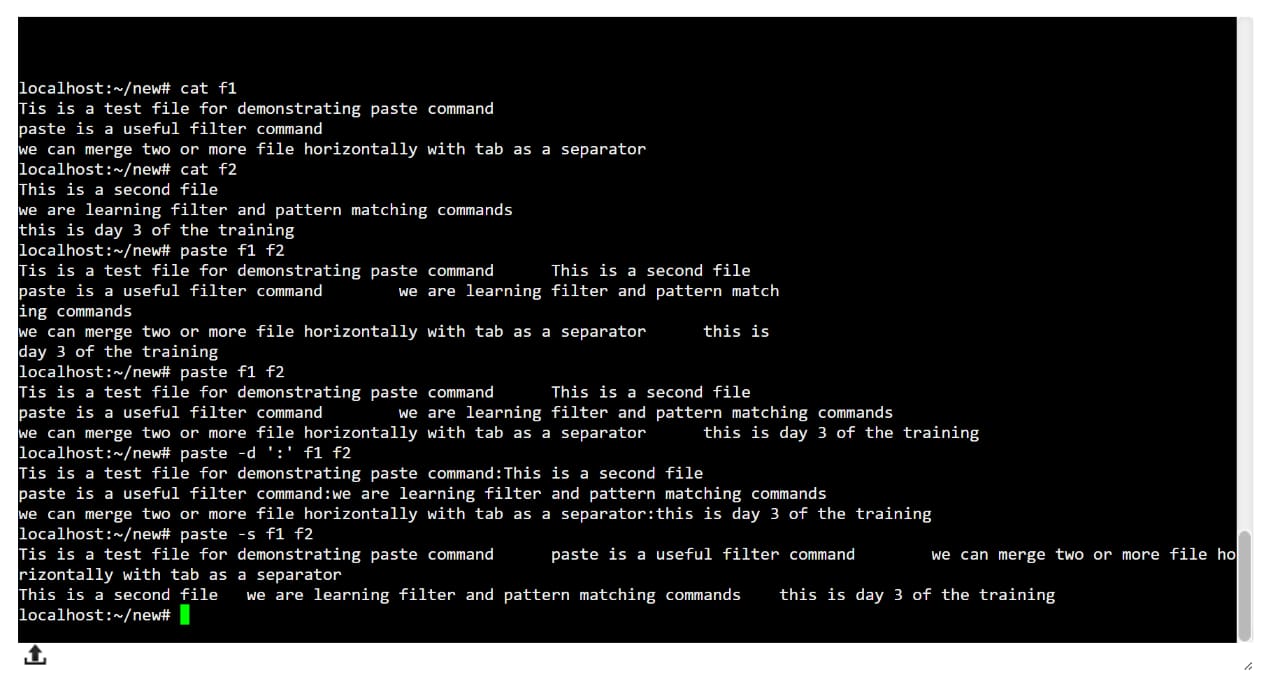 localhost:~/new# cat f1
Tis is a test file for demonstrating paste command
paste is a useful filter command
we can merge two or more file horizontally with tab as a separator
localhost:~/new# cat f2
This is a second file
we are learning filter and pattern matching commands
this is day 3 of the training
localhost:~/new# paste f1 f2
Tis is a test file for demonstrating paste command      This is a second file
paste is a useful filter command        we are learning filter and pattern match
ing commands
we can merge two or more file horizontally with tab as a separator      this is
day 3 of the training
localhost:~/new# paste f1 f2
Tis is a test file for demonstrating paste command      This is a second file
paste is a useful filter command        we are learning filter and pattern matching commands
we can merge two or more file horizontally with tab as a separator      this is day 3 of the training
localhost:~/new# paste -d ':' f1 f2
Tis is a test file for demonstrating paste command:This is a second file
paste is a useful filter command:we are learning filter and pattern matching commands
we can merge two or more file horizontally with tab as a separator:this is day 3 of the training
localhost:~/new# paste -s f1 f2
Tis is a test file for demonstrating paste command      paste is a useful filter command        we can merge two or more file ho
rizontally with tab as a separator
This is a second file   we are learning filter and pattern matching commands    this is day 3 of the training
localhost:~/new#